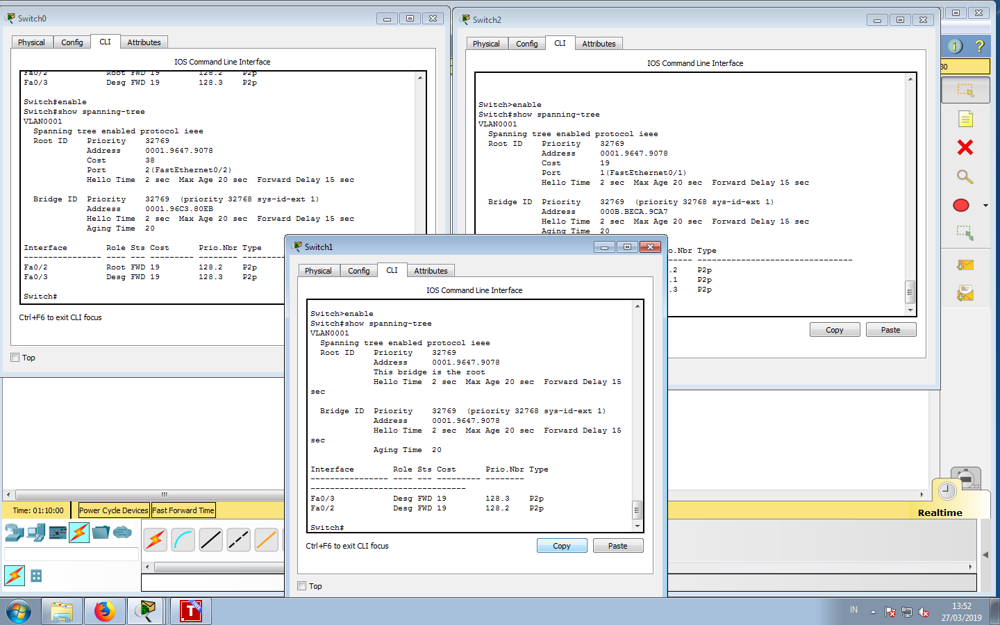 Switch0
Physical Config CLI Attributes
IOS Command Line Interface
Fa0/2 Root FWD 19 128.2 P2p
Fa0/3 Desg FWD 19 128.3 P2p
Switch#enable
Switch#show spanning-tree
VLAN0001
Spanning tree enabled protocol ieee
Root ID Priority 32769
Address 0001.9647.9078
Cost 38
Port 2(FastEthernet0/2)
Hello Time 2 sec Max Age 20 sec Forward Delay 15 sec
Bridge ID Priority 32769 (priority 32768 sys-id-ext 1)
Address 0001.96C3.80EB
Hello Time 2 sec Max Age 20 sec Forward Delay 15 sec
Aging Time 20
Interface Role Sts Cost Prio.Nbr Type
---------------- ---- --- --------- -------- --------
Fa0/2 Root FWD 19 128.2 P2p
Fa0/3 Desg FWD 19 128.3 P2p
Switch#
Ctrl+F6 to exit CLI focus
Top
Switch2
Physical Config CLI Attributes
IOS Command Line Interface
Switch>enable
Switch#show spanning-tree
VLAN0001
Spanning tree enabled protocol ieee
Root ID Priority 32769
Address 0001.9647.9078
Cost 19
Port 1(FastEthernet0/1)
Hello Time 2 sec Max Age 20 sec Forward Delay 15 sec
Bridge ID Priority 32769 (priority 32768 sys-id-ext 1)
Address 000B.BECA.9CA7
Hello Time 2 sec Max Age 20 sec Forward Delay 15 sec
Aging Time 20
o.Nbr Type
----- --------------------------------
.2 P2p
.1 P2p
.3 P2p
Copy Paste
Switch1
Physical Config CLI Attributes
IOS Command Line Interface
Switch>enable
Switch#show spanning-tree
VLAN0001
Spanning tree enabled protocol ieee
Root ID Priority 32769
Address 0001.9647.9078
This bridge is the root
Hello Time 2 sec Max Age 20 sec Forward Delay 15
sec
Bridge ID Priority 32769 (priority 32768 sys-id-ext 1)
Address 0001.9647.9078
Hello Time 2 sec Max Age 20 sec Forward Delay 15
sec
Aging Time 20
Interface Role Sts Cost Prio.Nbr Type
---------------- ---- --- --------- --------
--------------------------------
Fa0/3 Desg FWD 19 128.3 P2p
Fa0/2 Desg FWD 19 128.2 P2p
Switch#
Ctrl+F6 to exit CLI focus
Copy Paste
Top
30
Time: 01:10:00 Power Cycle Devices Fast Forward Time
Realtime
IN
13:52
27/03/2019